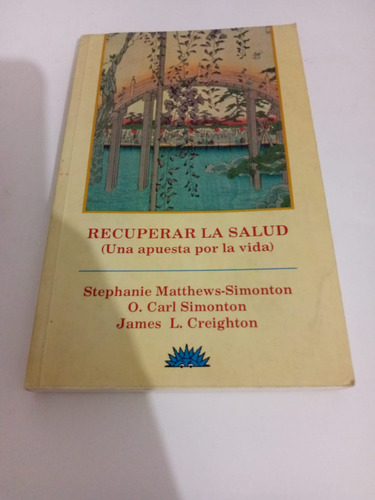 RECUPERAR LA SALUD
(Una apuesta por la vida)
Stephanie Matthews-Simonton
O. Carl Simonton
James L. Creighton